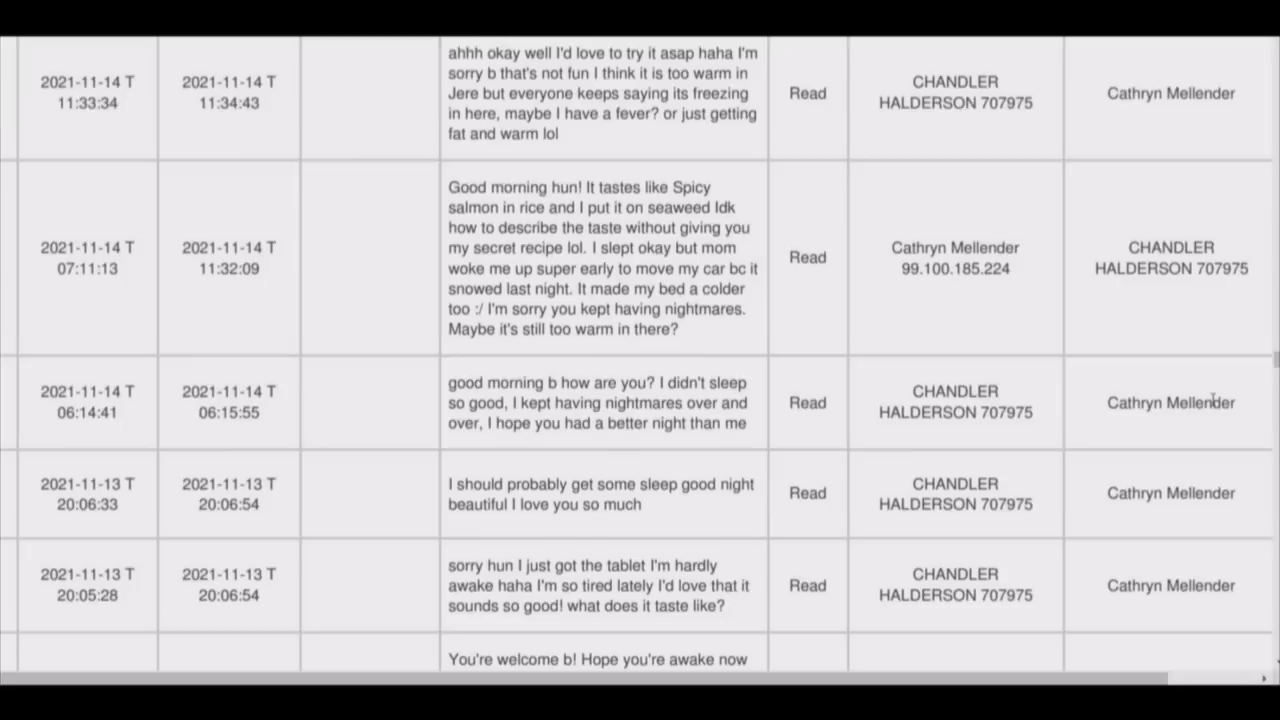 2021-11-14 T
11:33:34
2021-11-14 T
11:34:43
ahhh okay well I'd love to try it asap haha I'm
sorry b that's not fun I think it is too warm in
Jere but everyone keeps saying its freezing
in here, maybe I have a fever? or just getting
fat and warm lol
Read
CHANDLER
HALDERSON 707975
Cathryn Mellender
2021-11-14 T
07:11:13
2021-11-14 T
11:32:09
Good morning hun! It tastes like Spicy
salmon in rice and I put it on seaweed Idk
how to describe the taste without giving you
my secret recipe lol. I slept okay but mom
woke me up super early to move my car bc it
snowed last night. It made my bed a colder
too :/ I'm sorry you kept having nightmares.
Maybe it's still too warm in there?
Read
Cathryn Mellender
99.100.185.224
CHANDLER
HALDERSON 707975
2021-11-14 T
06:14:41
2021-11-14 T
06:15:55
good morning b how are you? I didn't sleep
so good, I kept having nightmares over and
over, I hope you had a better night than me
Read
CHANDLER
HALDERSON 707975
Cathryn Mellender
2021-11-13 T
20:06:33
2021-11-13 T
20:06:54
I should probably get some sleep good night
beautiful I love you so much
Read
CHANDLER
HALDERSON 707975
Cathryn Mellender
2021-11-13 T
20:05:28
2021-11-13 T
20:06:54
sorry hun I just got the tablet I'm hardly
awake haha I'm so tired lately I'd love that it
sounds so good! what does it taste like?
Read
CHANDLER
HALDERSON 707975
Cathryn Mellender
You're welcome b! Hope you're awake now